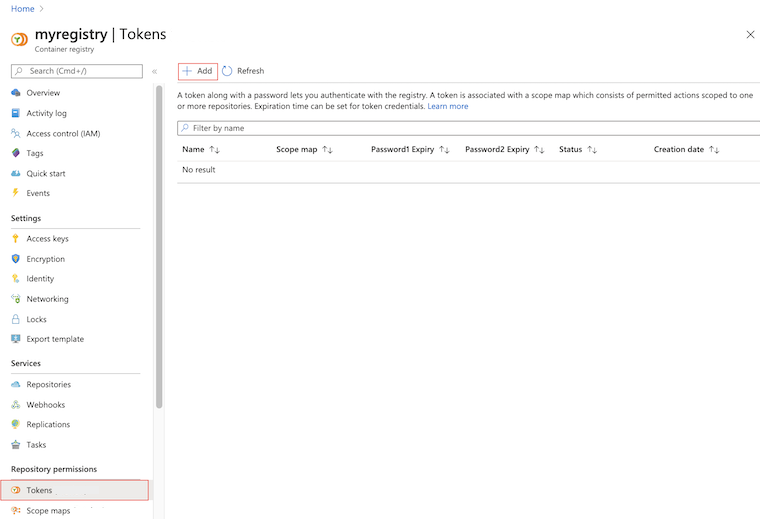 Home
myregistry | Tokens
Container registry
Search (Cmd+/)
Overview
Activity log
Access control (IAM)
Tags
Quick start
Events
Settings
Access keys
Encryption
Identity
Networking
Locks
Export template
Services
Repositories
Webhooks
Replications
Tasks
Repository permissions
Tokens
Scope maps
Add Refresh
A token along with a password lets you authenticate with the registry. A token is associated with a scope map which consists of permitted actions scoped to one
or more repositories. Expiration time can be set for token credentials. Learn more
Filter by name
Name Scope map Password1 Expiry Password2 Expiry Status Creation date
No result